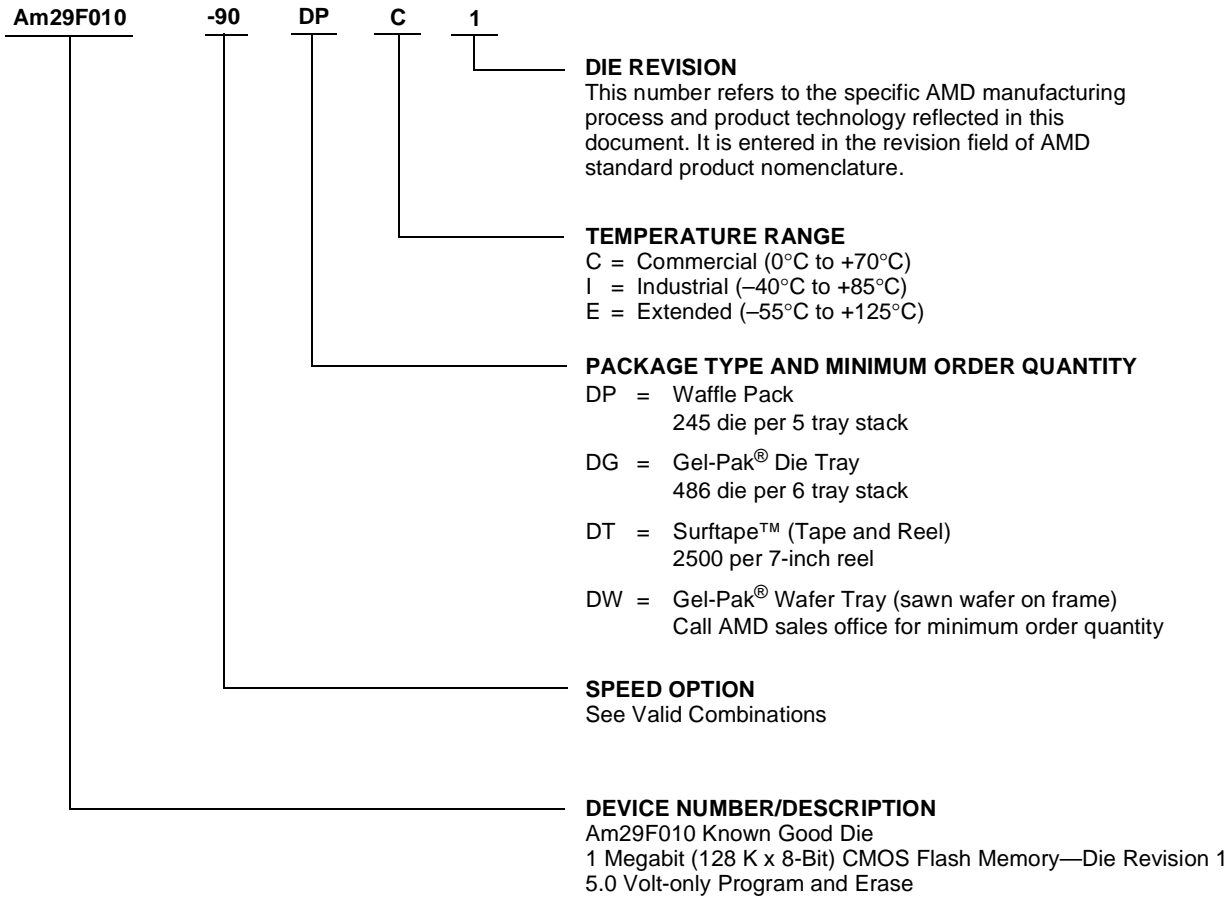 Am29F010 -90 DP C 1
DIE REVISION
This number refers to the specific AMD manufacturing
process and product technology reflected in this
document. It is entered in the revision field of AMD
standard product nomenclature.
TEMPERATURE RANGE
C = Commercial (0°C to +70°C)
I = Industrial (–40°C to +85°C)
E = Extended (–55°C to +125°C)
PACKAGE TYPE AND MINIMUM ORDER QUANTITY
DP = Waffle Pack
245 die per 5 tray stack
DG = Gel-Pak® Die Tray
486 die per 6 tray stack
DT = Surftape™ (Tape and Reel)
2500 per 7-inch reel
DW = Gel-Pak® Wafer Tray (sawn wafer on frame)
Call AMD sales office for minimum order quantity
SPEED OPTION
See Valid Combinations
DEVICE NUMBER/DESCRIPTION
Am29F010 Known Good Die
1 Megabit (128 K x 8-Bit) CMOS Flash Memory—Die Revision 1
5.0 Volt-only Program and Erase